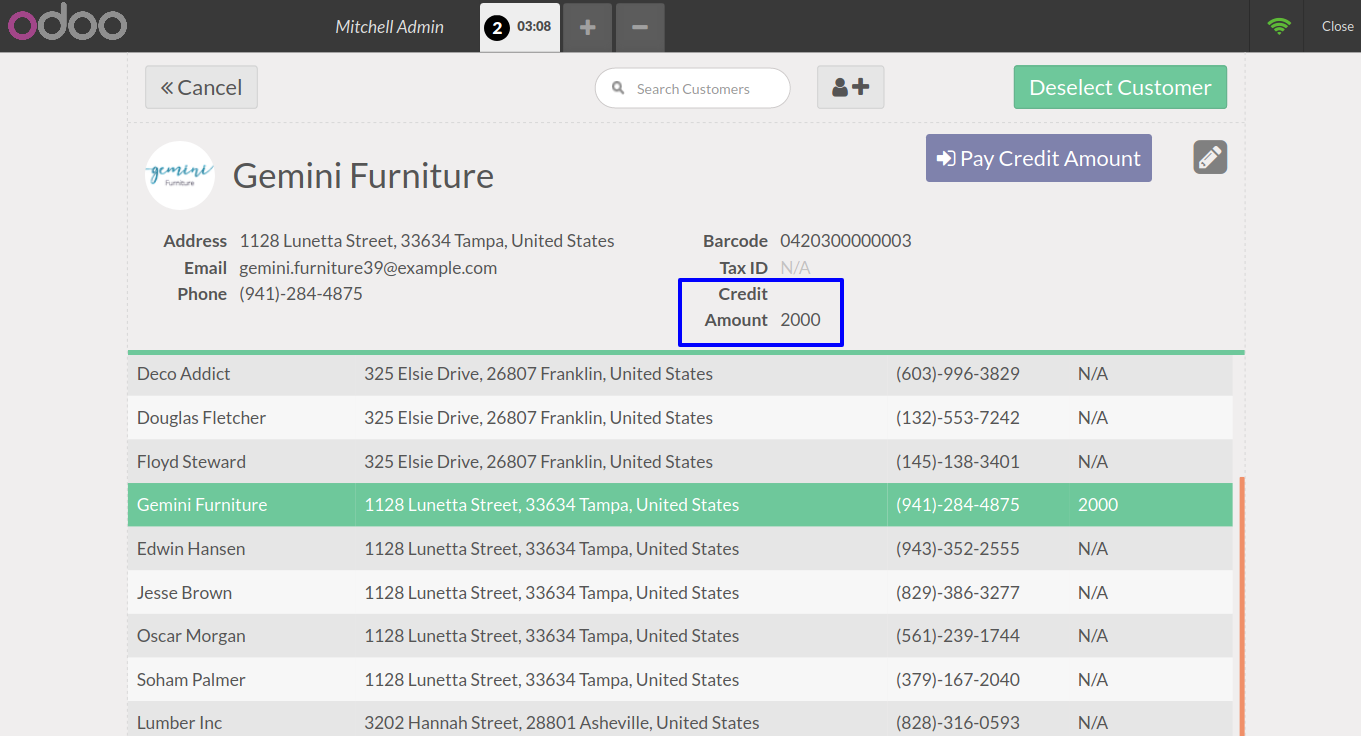 odoo Mitchell Admin 2 03:08 Close
Cancel Search Customers Deselect Customer
gemini
Furniture
Gemini Furniture
Pay Credit Amount
Address 1128 Lunetta Street, 33634 Tampa, United States
Email gemini.furniture39@example.com
Phone (941)-284-4875
Barcode 0420300000003
Tax ID N/A
Credit
Amount 2000
Deco Addict 325 Elsie Drive, 26807 Franklin, United States (603)-996-3829 N/A
Douglas Fletcher 325 Elsie Drive, 26807 Franklin, United States (132)-553-7242 N/A
Floyd Steward 325 Elsie Drive, 26807 Franklin, United States (145)-138-3401 N/A
Gemini Furniture 1128 Lunetta Street, 33634 Tampa, United States (941)-284-4875 2000
Edwin Hansen 1128 Lunetta Street, 33634 Tampa, United States (943)-352-2555 N/A
Jesse Brown 1128 Lunetta Street, 33634 Tampa, United States (829)-386-3277 N/A
Oscar Morgan 1128 Lunetta Street, 33634 Tampa, United States (561)-239-1744 N/A
Soham Palmer 1128 Lunetta Street, 33634 Tampa, United States (379)-167-2040 N/A
Lumber Inc 3202 Hannah Street, 28801 Asheville, United States (828)-316-0593 N/A